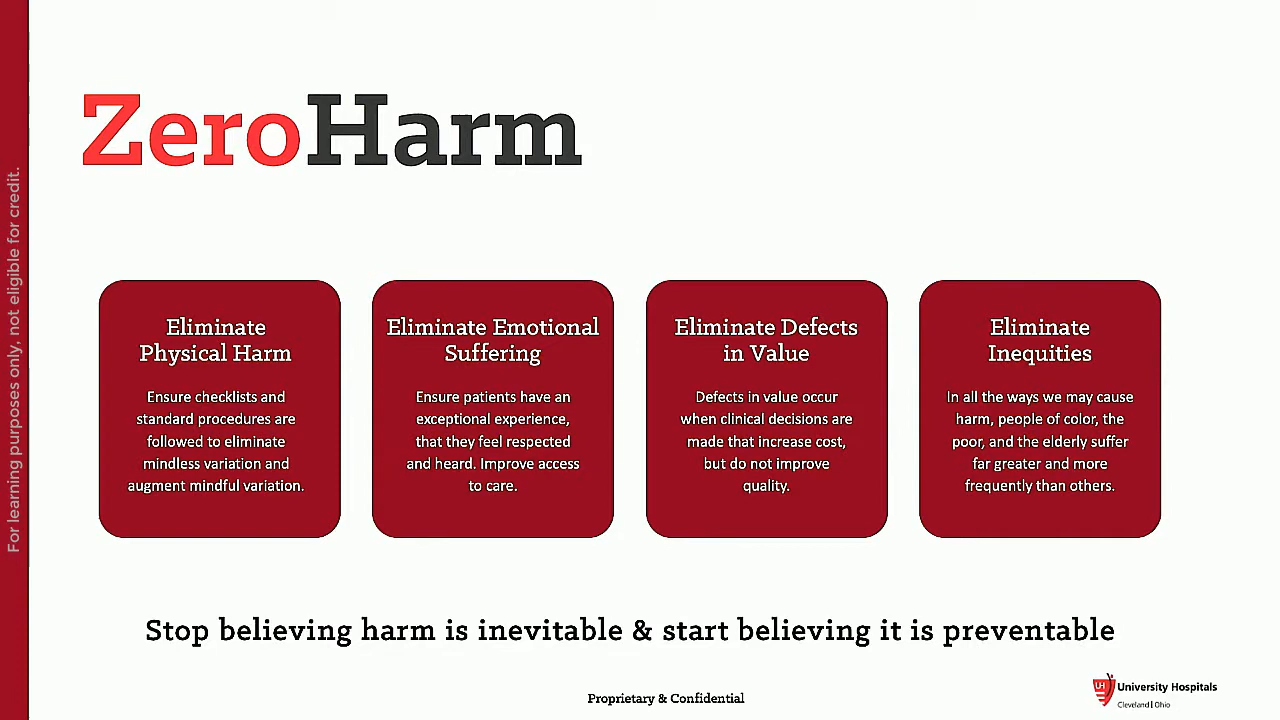 For learning purposes only, not eligible for credit.
ZeroHarm
Eliminate
Physical Harm
Ensure checklists and
standard procedures are
followed to eliminate
mindless variation and
augment mindful variation.
Eliminate Emotional
Suffering
Ensure patients have an
exceptional experience,
that they feel respected
and heard. Improve access
to care.
Eliminate Defects
in Value
Defects in value occur
when clinical decisions are
made that increase cost,
but do not improve
quality.
Eliminate
Inequities
In all the ways we may cause
harm, people of color, the
poor, and the elderly suffer
far greater and more
frequently than others.
Stop believing harm is inevitable & start believing it is preventable
Proprietary & Confidential
UH
University Hospitals
Cleveland | Ohio